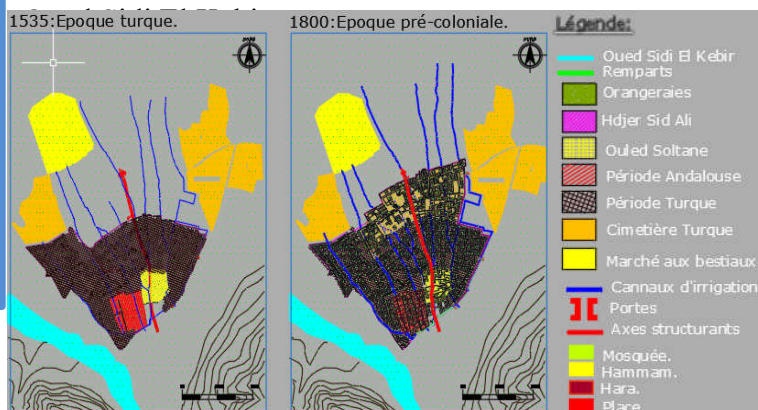 1535:Epoque turque.
1800:Epoque pré-coloniale.
Légende:
Oued Sidi El Kebir
Remparts
Orangeraies
Hdjer Sid Ali
Ouled Soltane
Période Andalouse
Période Turque
Cimetière Turque
Marché aux bestiaux
Cannaux d'irrigation
Portes
Axes structurants
Mosquée.
Hammam.
Hara.
Place